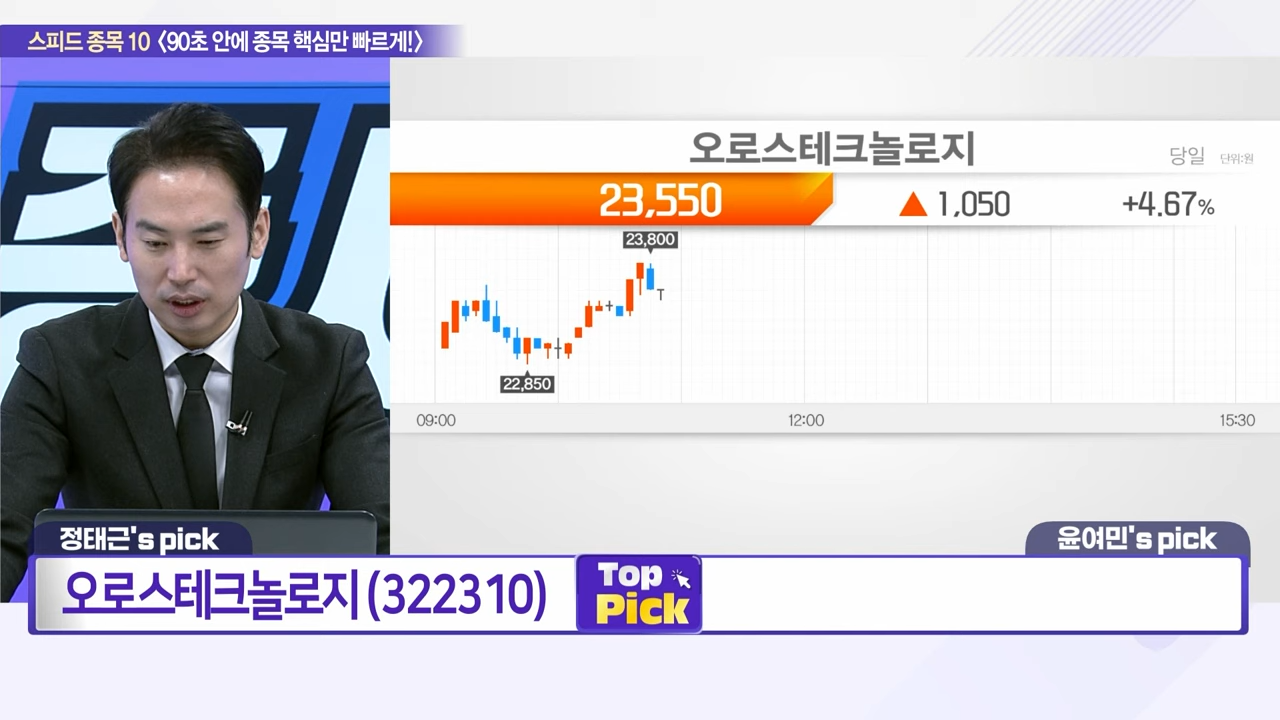 스피드 종목 10 〈90초 안에 종목 핵심만 빠르게!〉
오로스테크놀로지
당일 단위:원
23,550 ▲ 1,050 +4.67%
23,800
22,850
09:00 12:00 15:30
정태근's pick
윤여민's pick
오로스테크놀로지 (322310)
Top
Pick